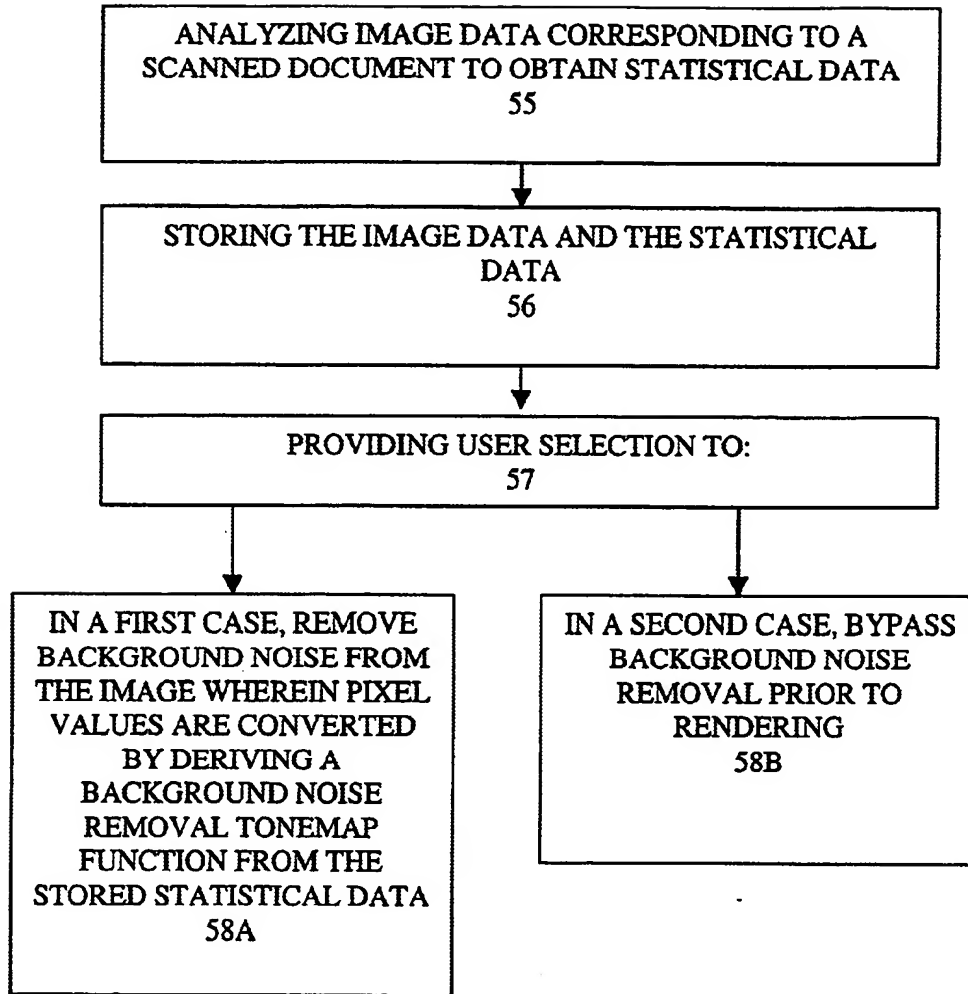 ANALYZING IMAGE DATA CORRESPONDING TO A
SCANNED DOCUMENT TO OBTAIN STATISTICAL DATA
55
STORING THE IMAGE DATA AND THE STATISTICAL
DATA
56
PROVIDING USER SELECTION TO:
57
IN A FIRST CASE, REMOVE
BACKGROUND NOISE FROM
THE IMAGE WHEREIN PIXEL
VALUES ARE CONVERTED
BY DERIVING A
BACKGROUND NOISE
REMOVAL TONEMAP
FUNCTION FROM THE
STORED STATISTICAL DATA
58A
IN A SECOND CASE, BYPASS
BACKGROUND NOISE
REMOVAL PRIOR TO
RENDERING
58B